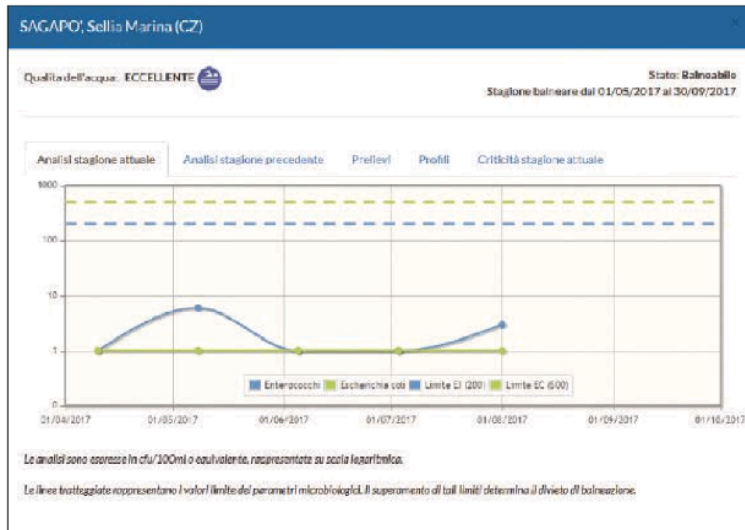 SAGAPO', Sellia Marina (CZ)
Qualita dell'acqua: ECCELLENTE
Stato: Balneabile
Stagione balneare dal 01/05/2017 al 30/09/2017
Analisi stagione attuale Analisi stagione precedente Prelievi Profili Criticità stagione attuale
1000
100
10
1
0
Enterococchi Escherichia coli Limite EI (200) Limite EC (500)
01/04/2017 01/05/2017 01/06/2017 01/07/2017 01/08/2017 01/09/2017 01/10/2017
Le analisi sono espresse in cfu/100ml o equivalente, rappresentate su scala logaritmica.
Le linee tratteggiate rappresentano i valori limite dei parametri microbiologici. Il superamento di tali limiti determina il divieto di balneazione.